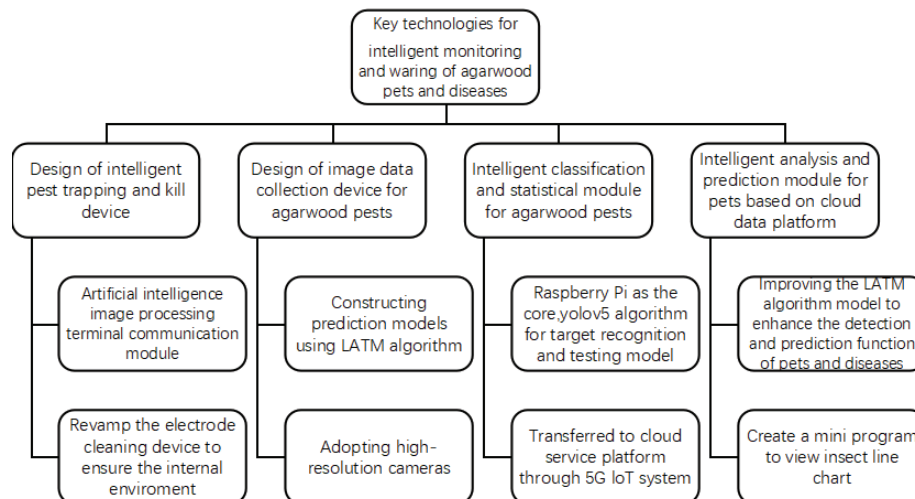 Key technologies for
intelligent monitoring
and waring of agarwood
pets and diseases
Design of intelligent
pest trapping and kill
device
Design of image data
collection device for
agarwood pests
Intelligent classification
and statistical module
for agarwood pests
Intelligent analysis and
prediction module for
pets based on cloud
data platform
Artificial intelligence
image processing
terminal communication
module
Constructing
prediction models
using LATM algorithm
Raspberry Pi as the
core,yolov5 algorithm
for target recognition
and testing model
Improving the LATM
algorithm model to
enhance the detection
and prediction function
of pets and diseases
Revamp the electrode
cleaning device to
ensure the internal
enviroment
Adopting high-
resolution cameras
Transferred to cloud
service platform
through 5G IoT system
Create a mini program
to view insect line
chart